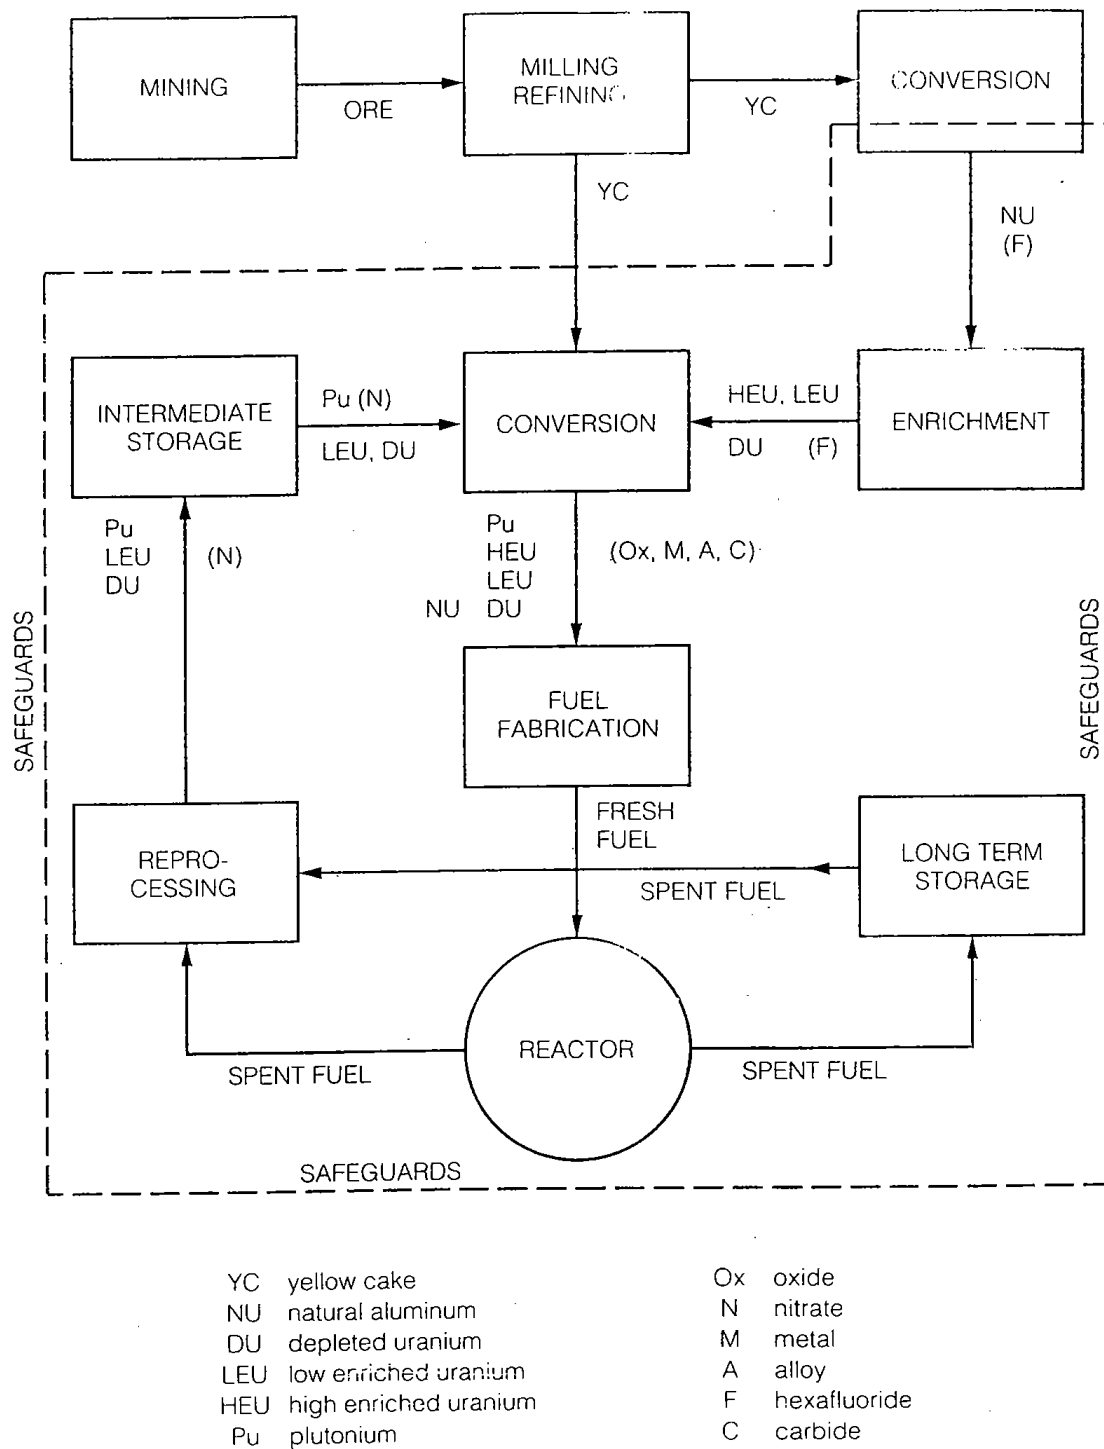 MINING
ORE
MILLING
REFINING
YC
CONVERSION
YC
NU
(F)
INTERMEDIATE
STORAGE
Pu (N)
LEU, DU
CONVERSION
HEU, LEU
DU (F)
ENRICHMENT
Pu
LEU
DU
(N)
Pu
HEU
LEU
NU DU
(Ox, M, A, C)
SAFEGUARDS
SAFEGUARDS
FUEL
FABRICATION
FRESH
FUEL
REPRO-
CESSING
SPENT FUEL
LONG TERM
STORAGE
REACTOR
SPENT FUEL
SPENT FUEL
SAFEGUARDS
YC yellow cake
NU natural aluminum
DU depleted uranium
LEU low enriched uranium
HEU high enriched uranium
Pu plutonium
Ox oxide
N nitrate
M metal
A alloy
F hexafluoride
C carbide